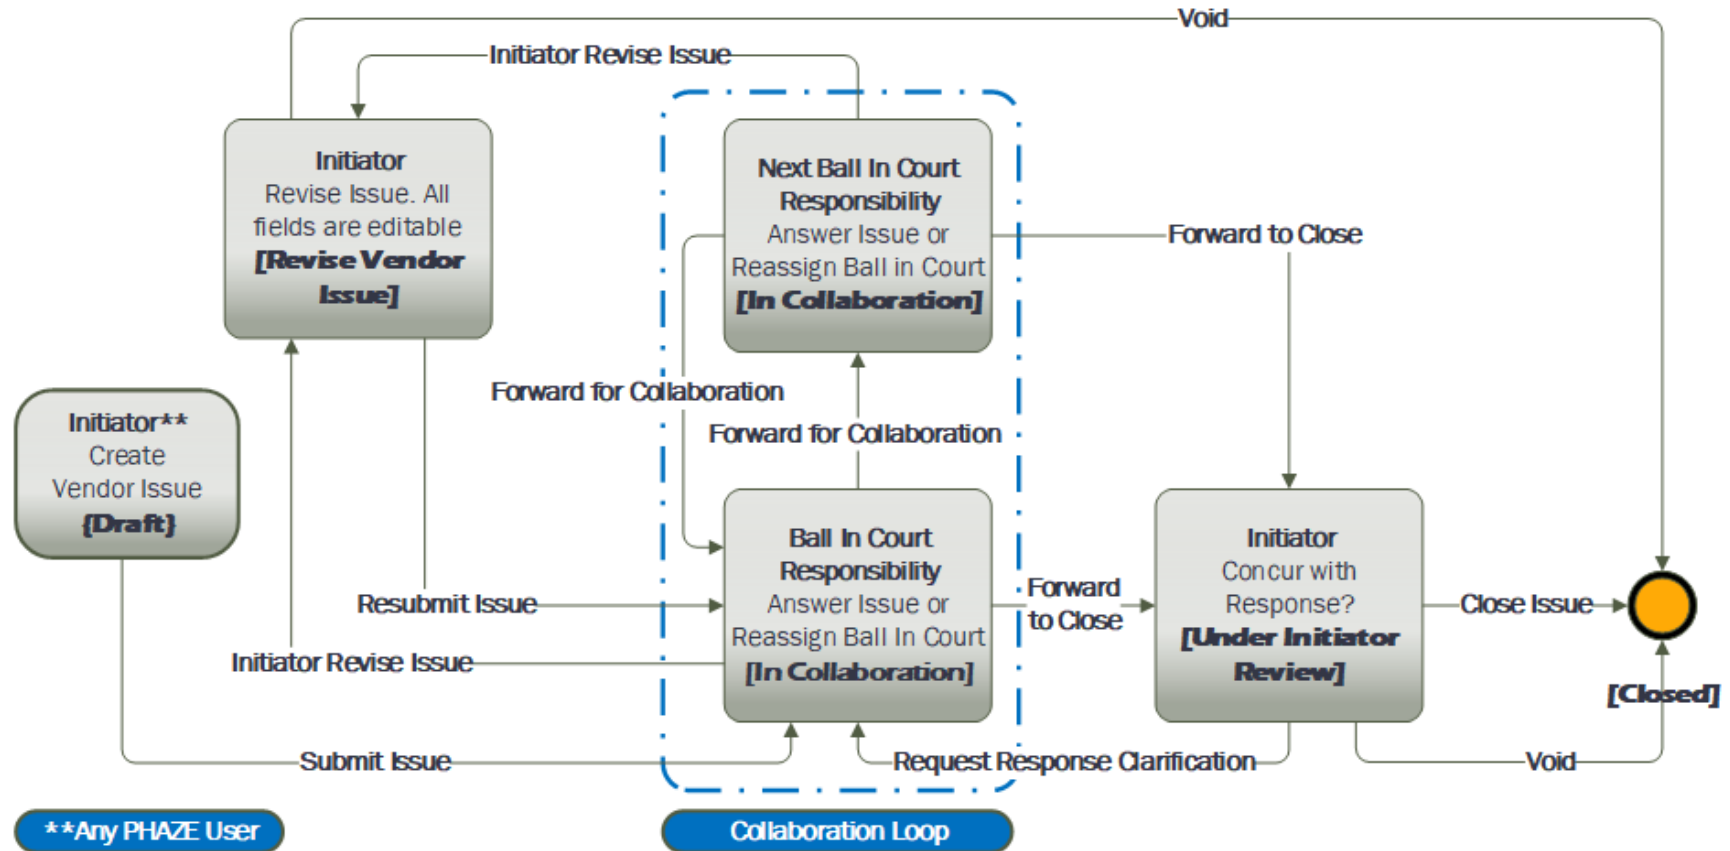 Void
Initiator Revise Issue
Initiator
Revise Issue. All
fields are editable
[Revise Vendor
Issue]
Next Ball In Court
Responsibility
Answer Issue or
Reassign Ball in Court
[In Collaboration]
Forward to Close
Forward for Collaboration
Forward for Collaboration
Initiator**
Create
Vendor Issue
{Draft}
Ball In Court
Responsibility
Answer Issue or
Reassign Ball In Court
[In Collaboration]
Forward
to Close
Initiator
Concur with
Response?
[Under Initiator
Review]
Close Issue
[Closed]
Resubmit Issue
Initiator Revise Issue
Submit Issue
Request Response Clarification
Void
**Any PHAZE User
Collaboration Loop